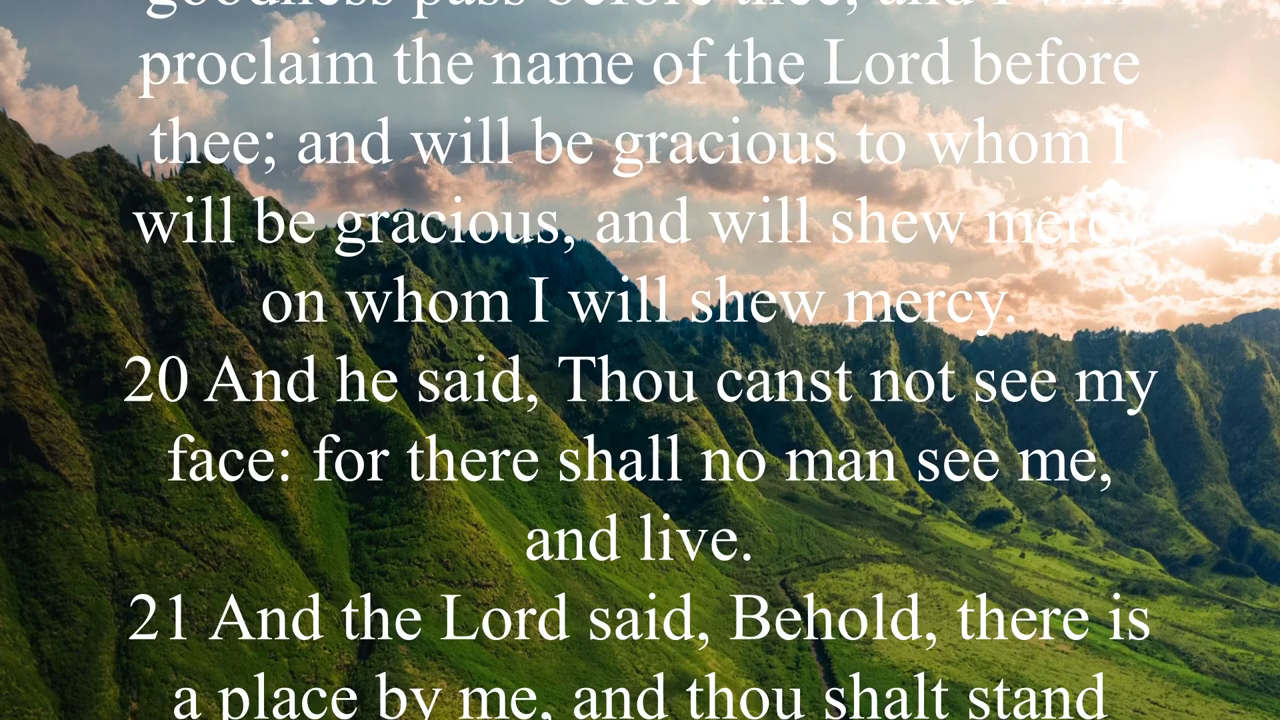 goodness pass before thee, and I will
proclaim the name of the Lord before
thee; and will be gracious to whom I
will be gracious, and will shew mercy
on whom I will shew mercy.
20 And he said, Thou canst not see my
face: for there shall no man see me,
and live.
21 And the Lord said, Behold, there is
a place by me, and thou shalt stand